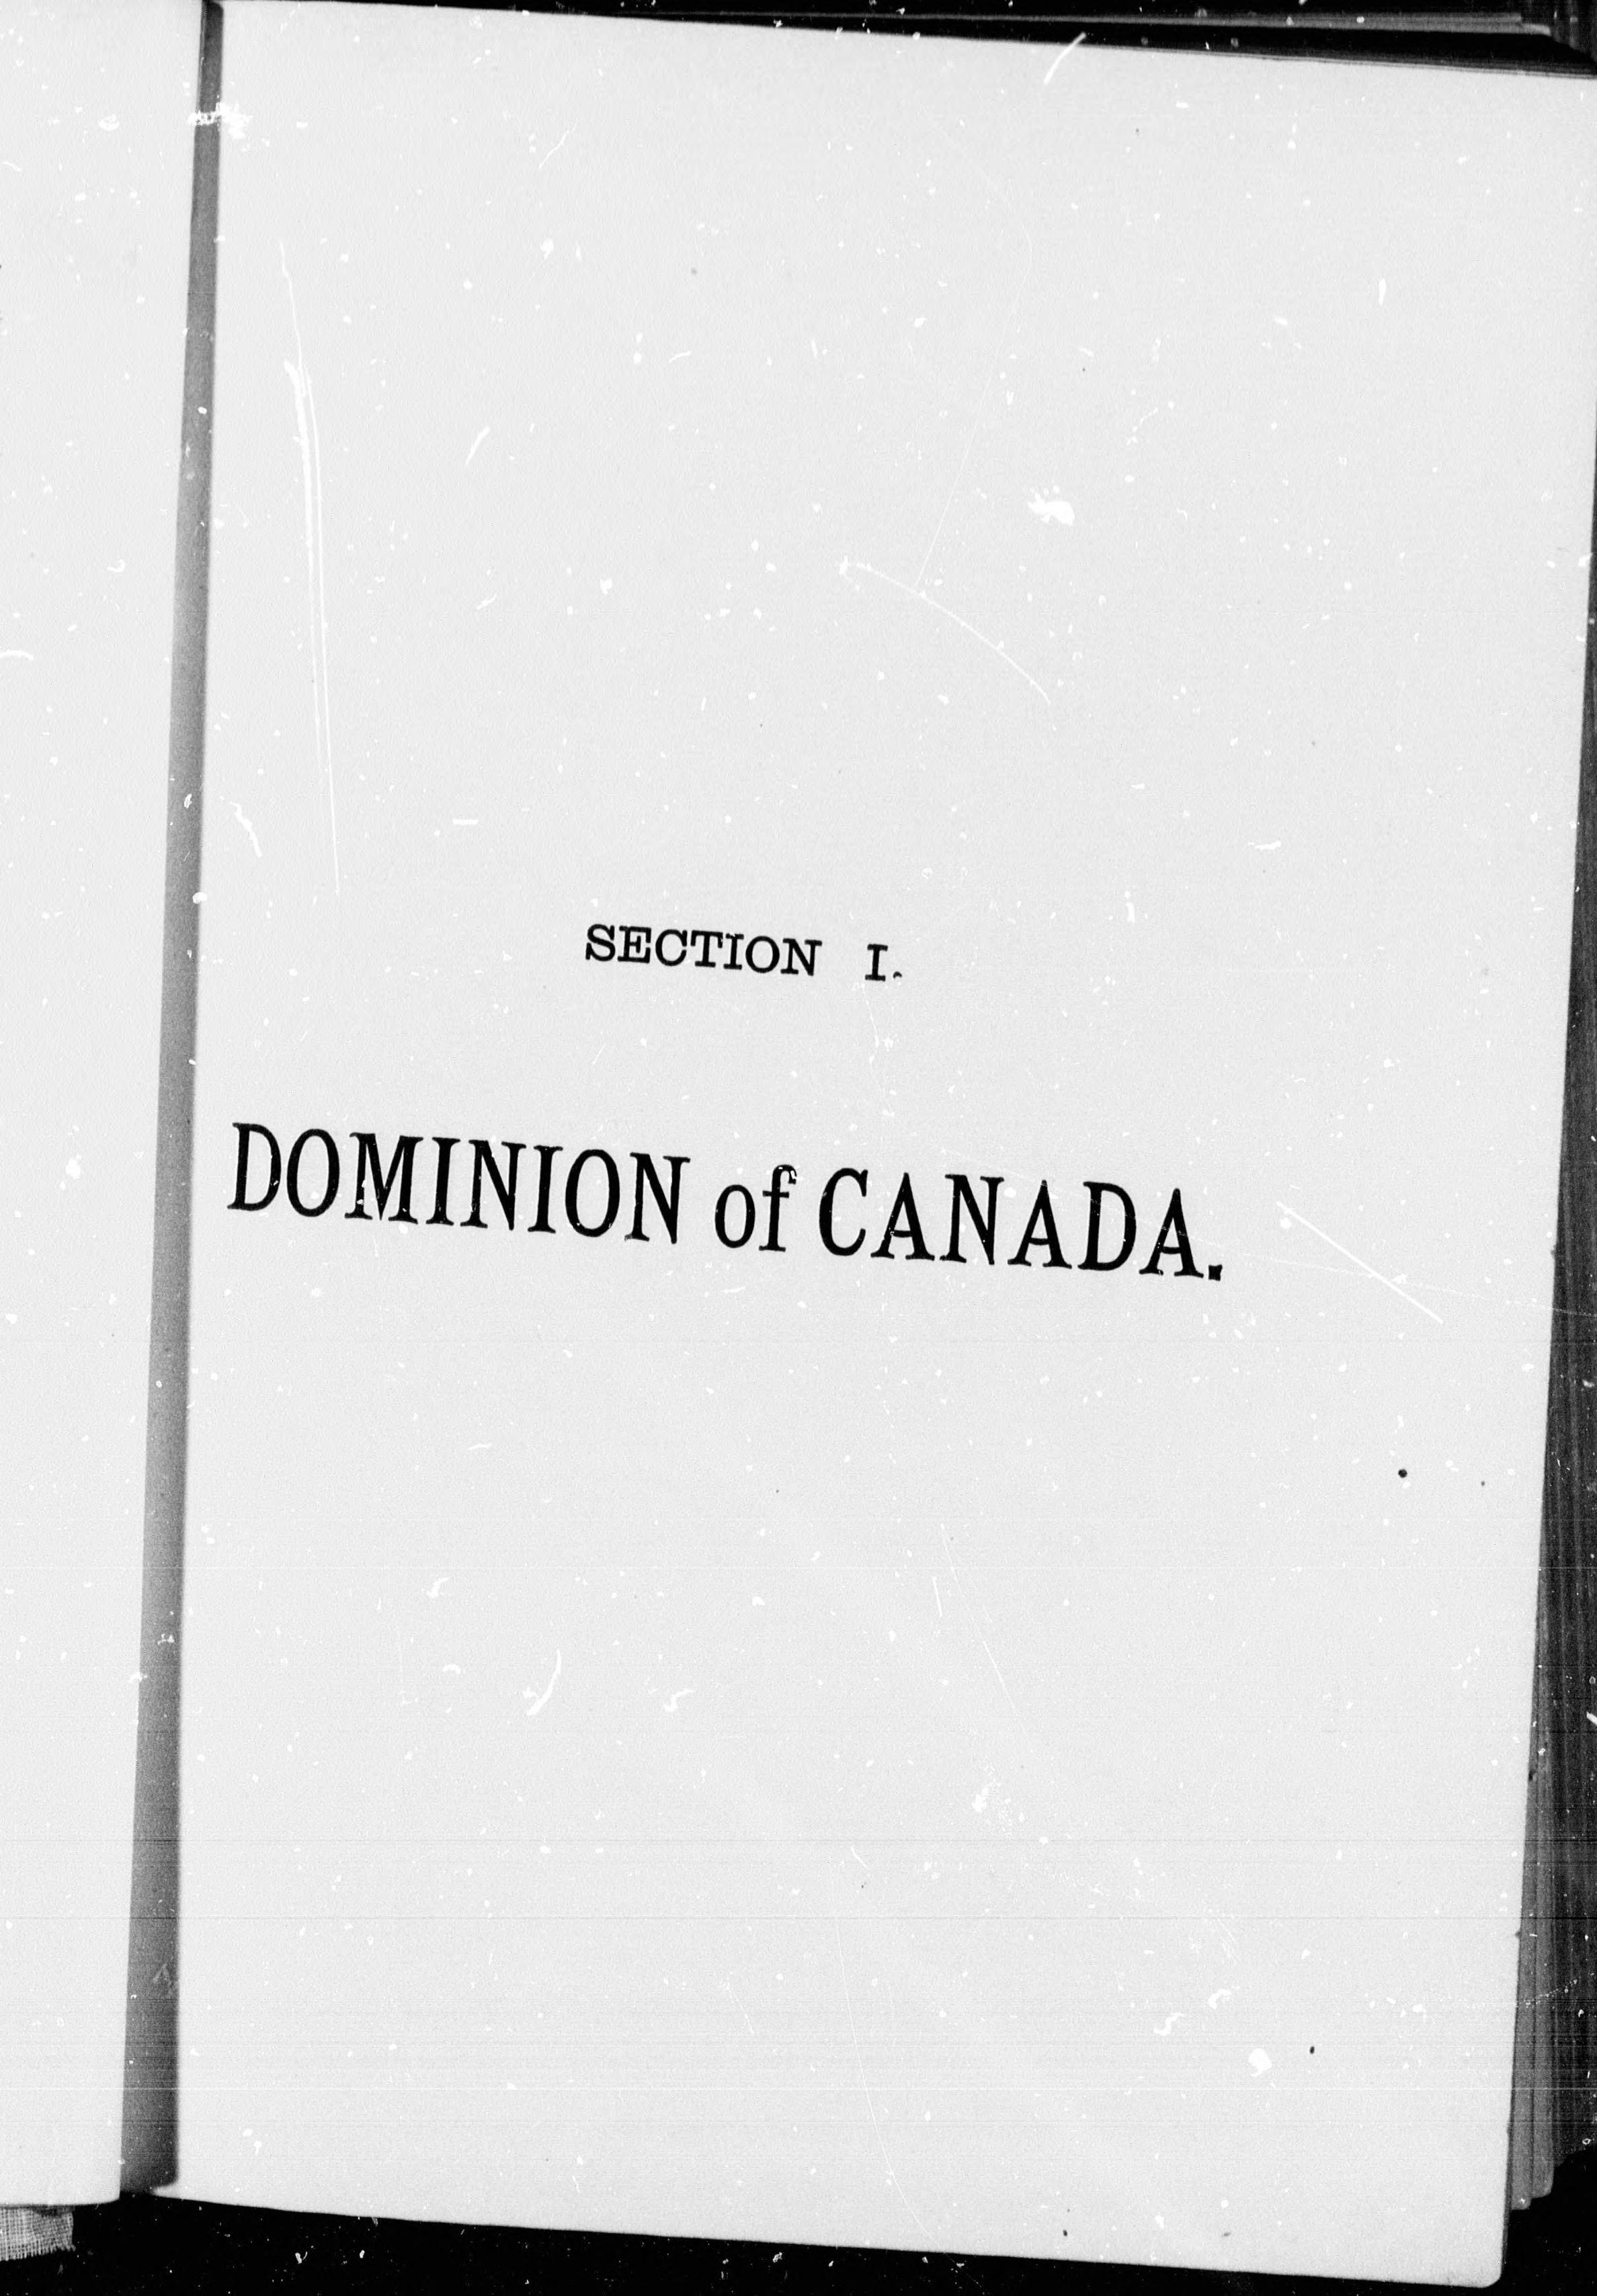 SECTION I.
DOMINION of CANADA.